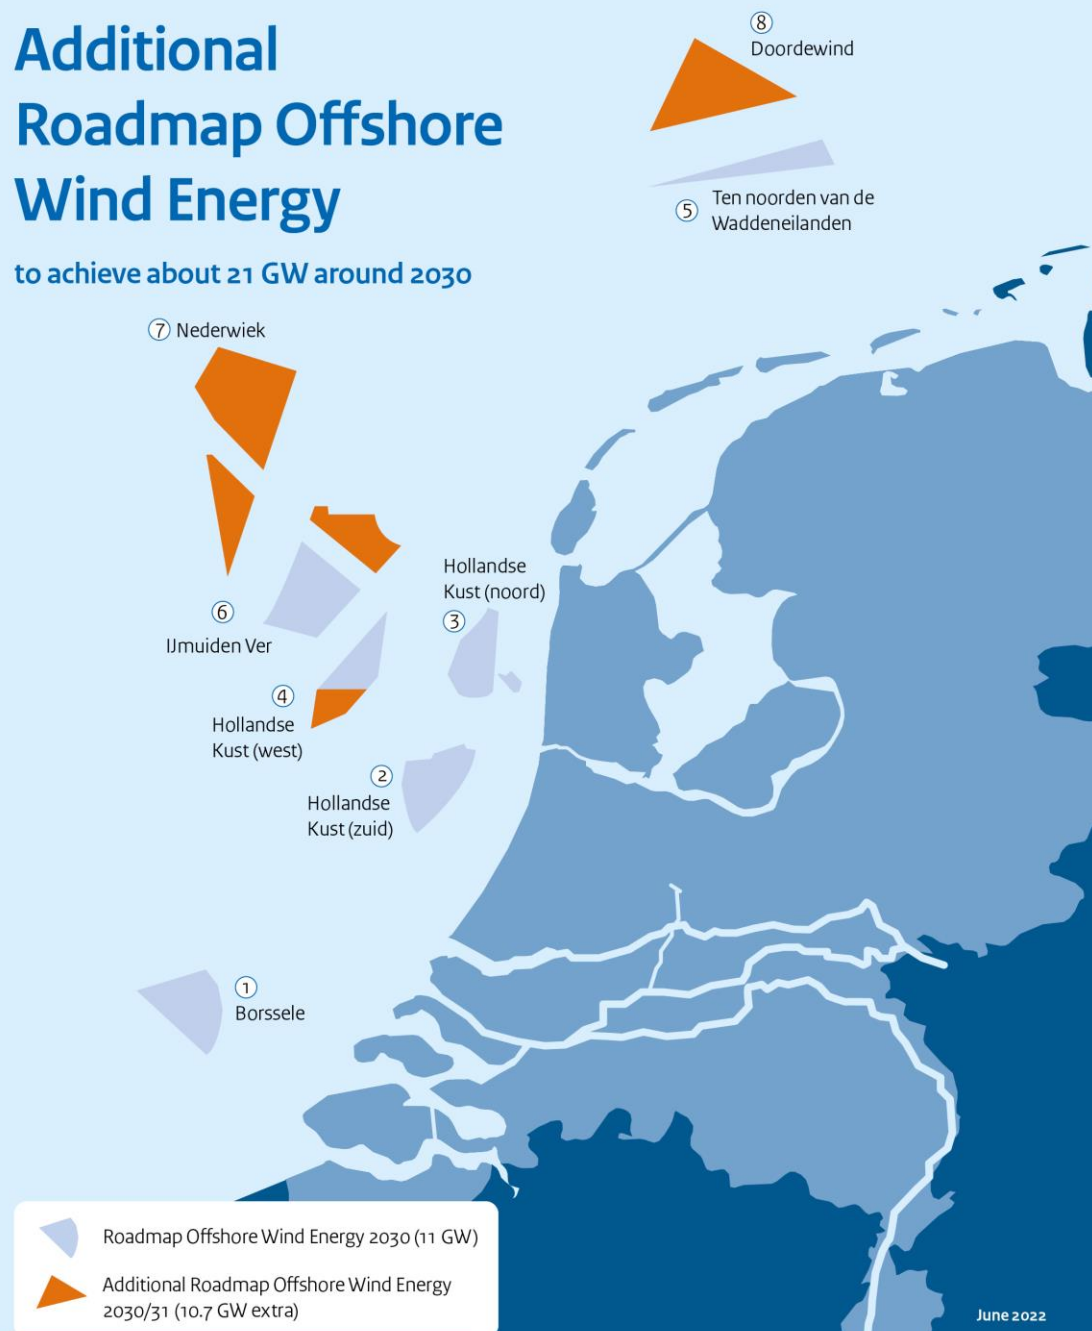 Additional
Roadmap Offshore
Wind Energy
to achieve about 21 GW around 2030
8
Doordewind
5
Ten noorden van de
Waddeneilanden
7 Nederwiek
Hollandse
Kust (noord)
3
6
IJmuiden Ver
4
Hollandse
Kust (west)
2
Hollandse
Kust (zuid)
1
Borssele
Roadmap Offshore Wind Energy 2030 (11 GW)
Additional Roadmap Offshore Wind Energy
2030/31 (10.7 GW extra)
June 2022